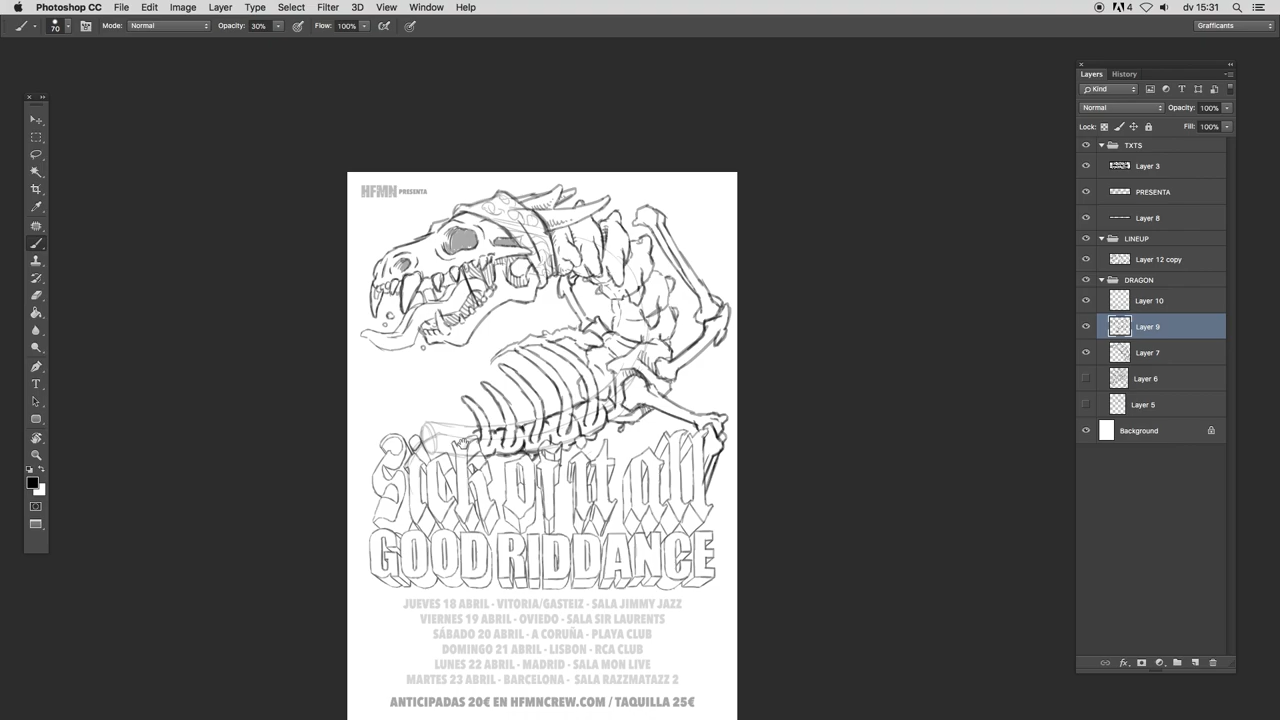 Photoshop CC File Edit Image Layer Type Select Filter 3D View Window Help 4 dv 15:31
70 Mode: Normal Opacity: 30% Flow: 100% Grafficants
Layers History
Kind
Normal Opacity: 100%
Lock: Fill: 100%
TXTS
Layer 3
PRESENTA
Layer 8
LINEUP
Layer 12 copy
DRAGON
Layer 10
Layer 9
Layer 7
Layer 6
Layer 5
Background
HFMN PRESENTA
Sick of it all
GOOD RIDDANCE
JUEVES 18 ABRIL - VITORIA/GASTEIZ - SALA JIMMY JAZZ
VIERNES 19 ABRIL - OVIEDO - SALA SIR LAURENTS
SÁBADO 20 ABRIL - A CORUÑA - PLAYA CLUB
DOMINGO 21 ABRIL - LISBON - RCA CLUB
LUNES 22 ABRIL - MADRID - SALA MON LIVE
MARTES 23 ABRIL - BARCELONA - SALA RAZZMATAZZ 2
ANTICIPADAS 20€ EN HFMNCREW.COM / TAQUILLA 25€